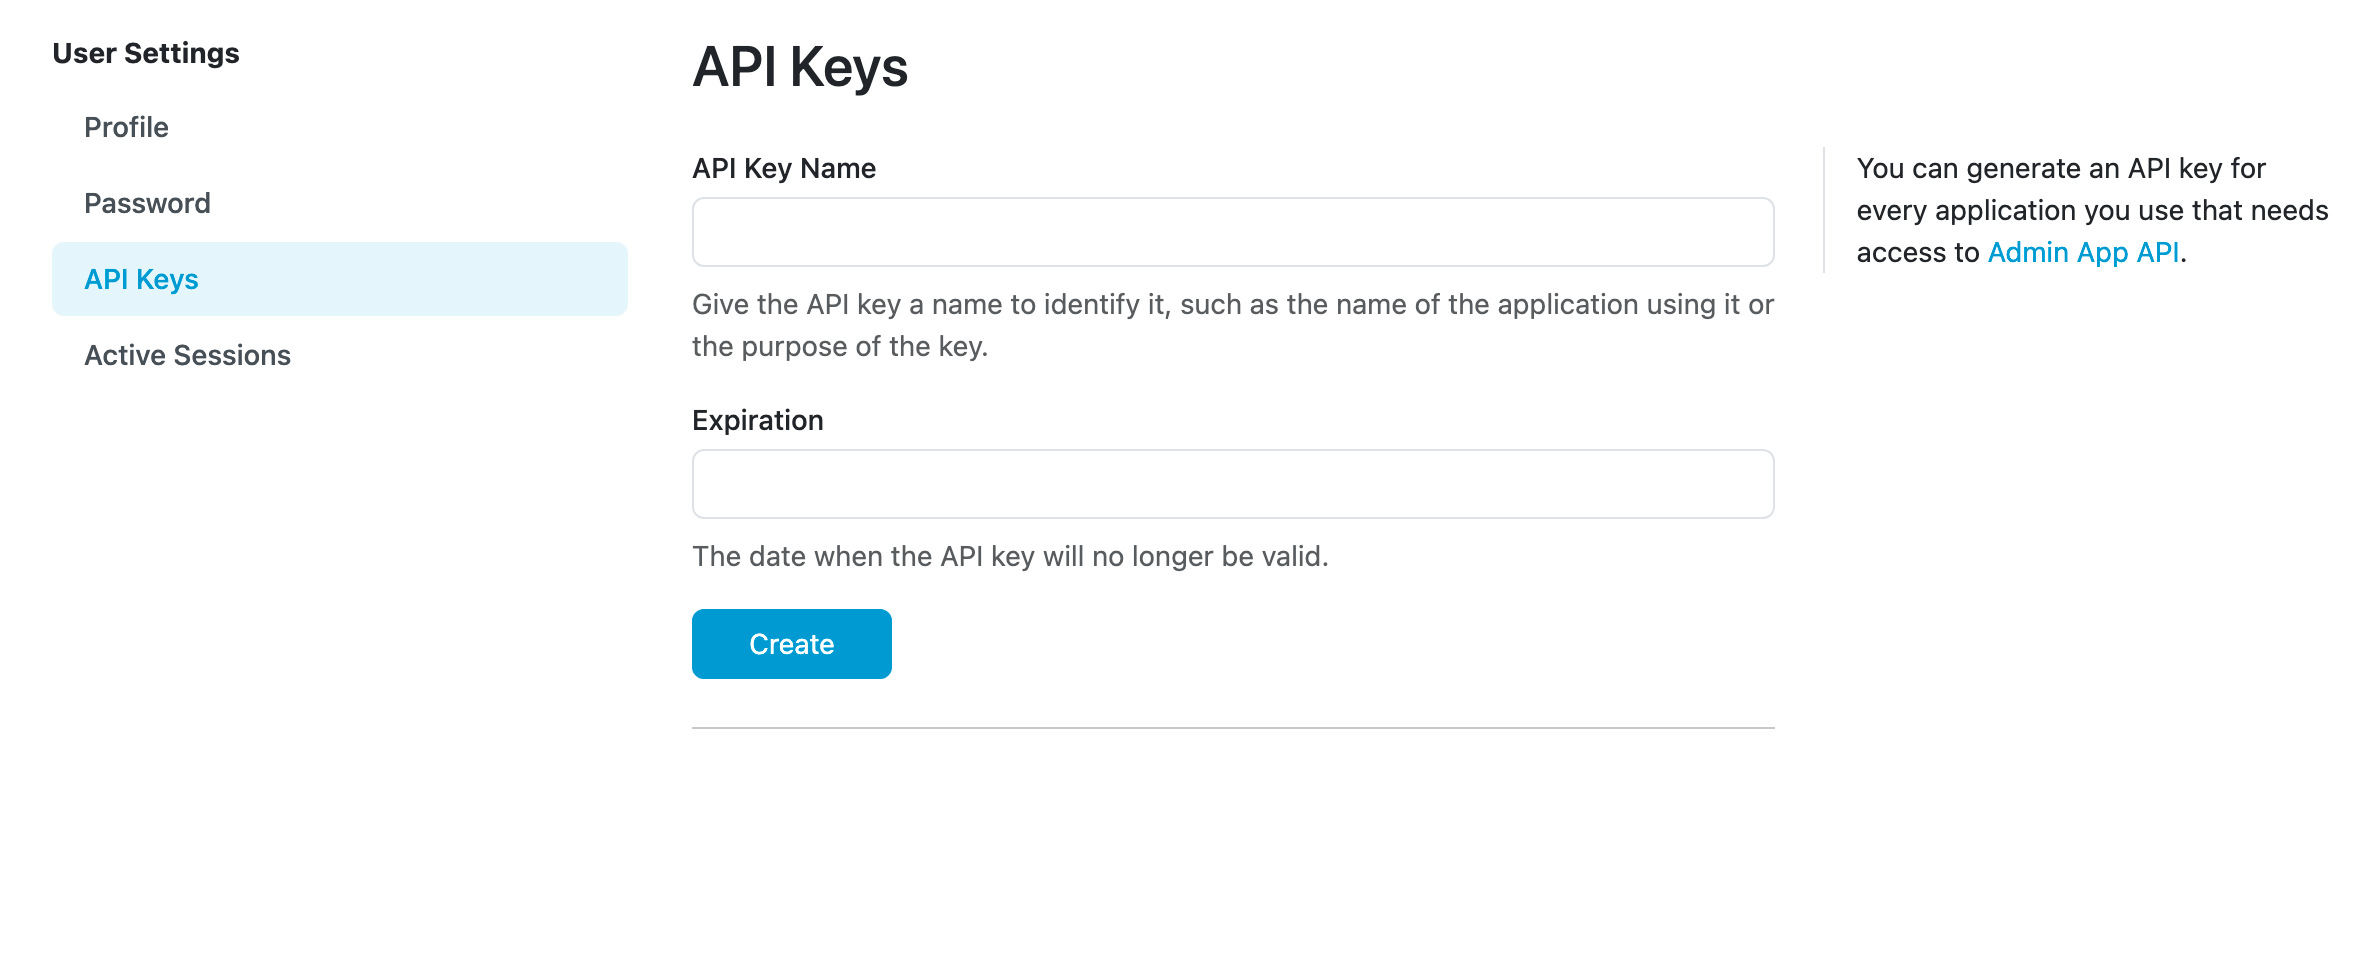 User Settings
Profile
Password
API Keys
Active Sessions
API Keys
API Key Name
Give the API key a name to identify it, such as the name of the application using it or
the purpose of the key.
Expiration
The date when the API key will no longer be valid.
Create
You can generate an API key for
every application you use that needs
access to Admin App API.